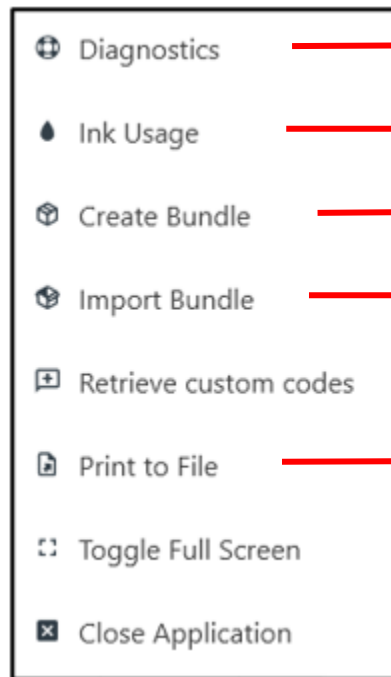 Diagnostics
Ink Usage
Create Bundle
Import Bundle
Retrieve custom codes
Print to File
Toggle Full Screen
Close Application